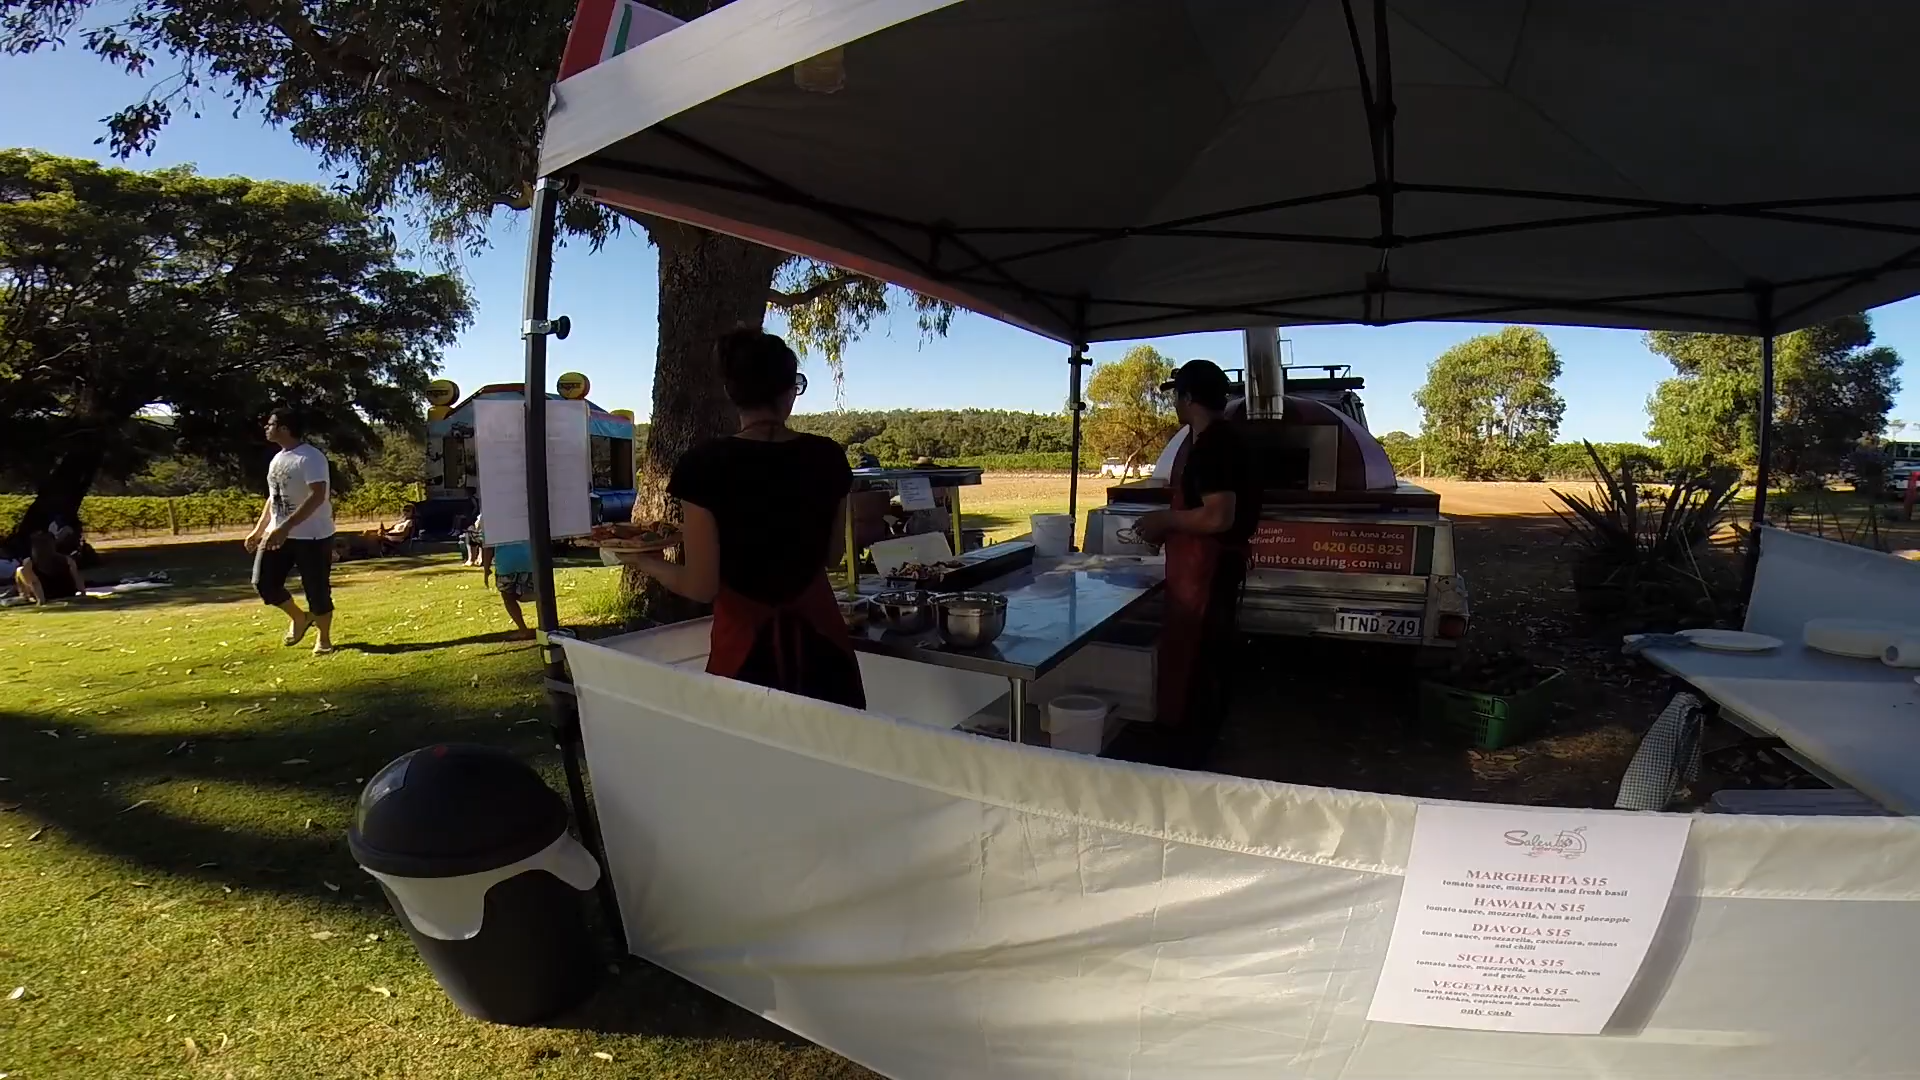 Italian
Ivan & Anna Zecca
fired Pizza
0420 605 825
lentocatering.com.au
1TND 249
Salento
catering
MARGHERITA $15
tomato sauce, mozzarella and fresh basil
HAWAIIAN $15
tomato sauce, mozzarella, ham and pineapple
DIAVOLA $15
tomato sauce, mozzarella, cacciatora, onions
and chilli
SICILIANA $15
tomato sauce, mozzarella, anchovies, olives
and garlic
VEGETARIANA $15
tomato sauce, mozzarella, mushrooms,
artichokes, capsicum and onions
only cash